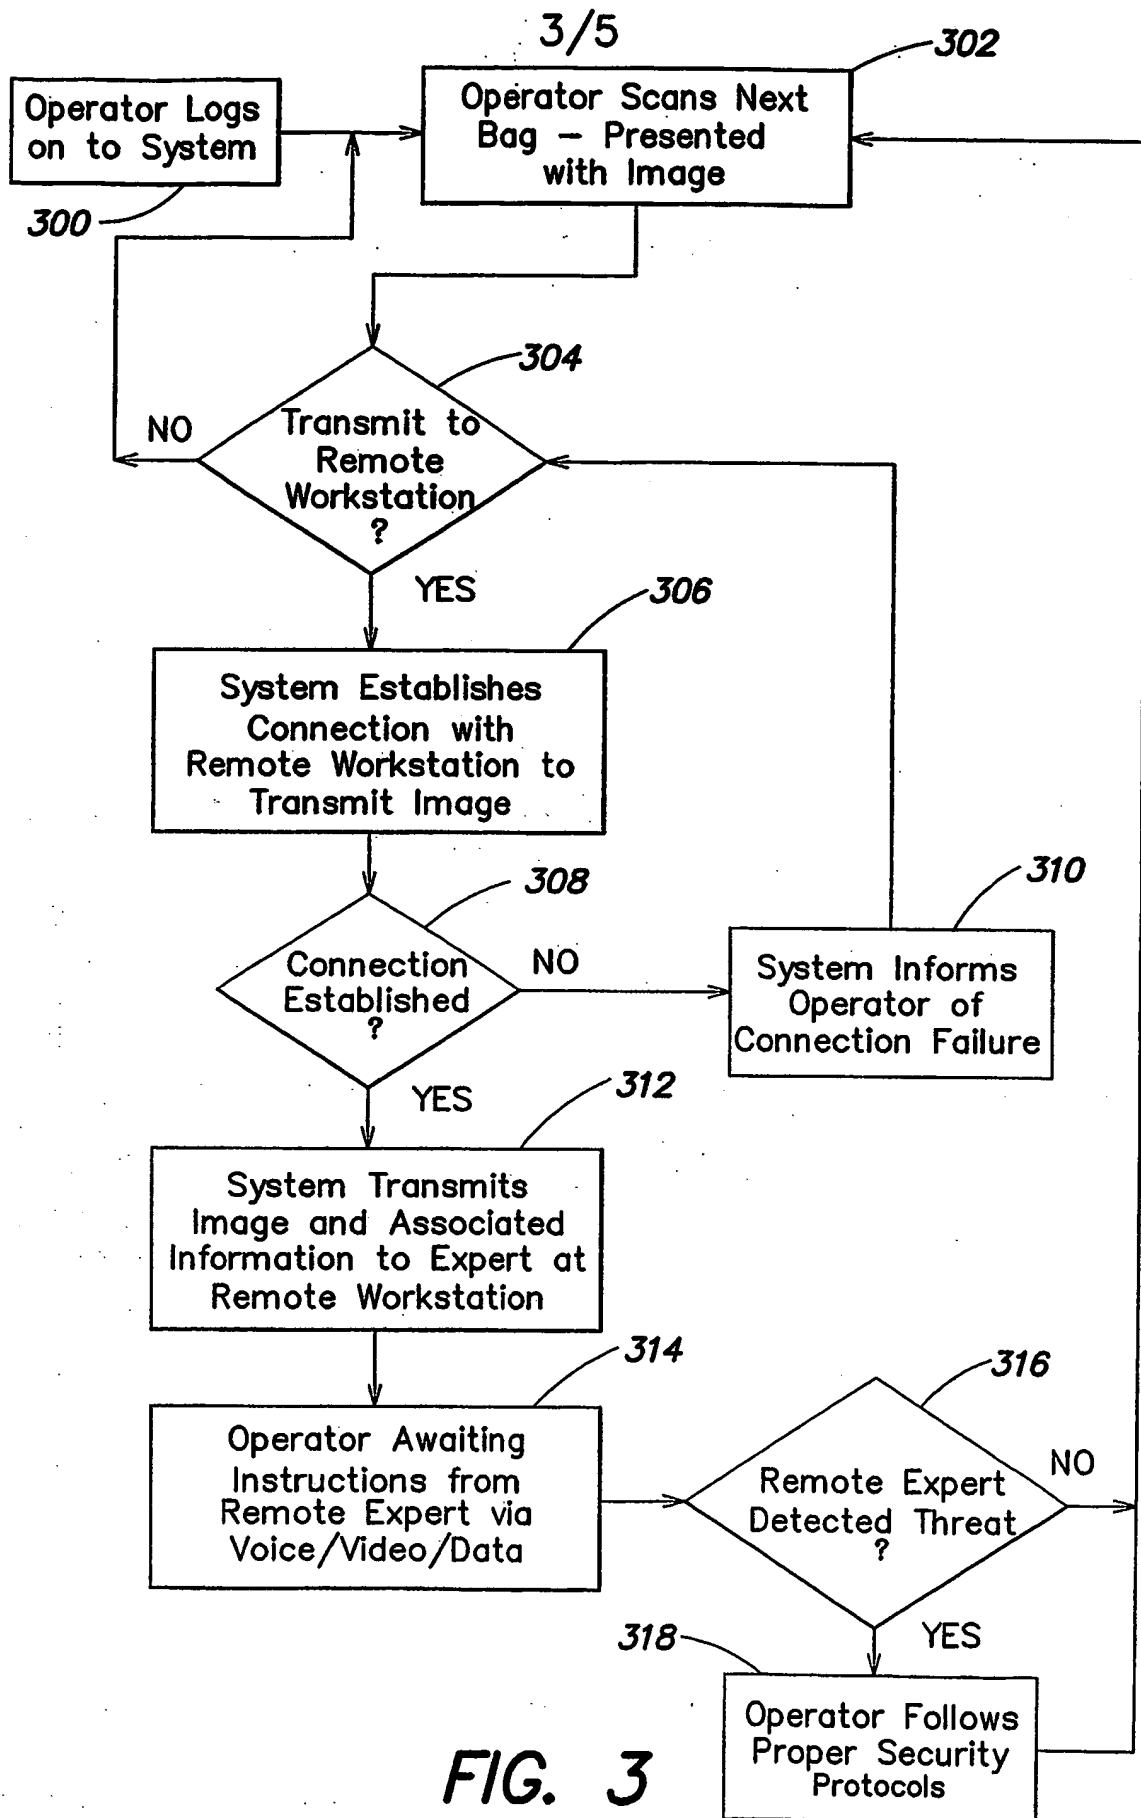 3/5
302
Operator Logs
on to System
300
Operator Scans Next
Bag – Presented
with Image
304
Transmit to
Remote
Workstation
?
NO
YES
306
System Establishes
Connection with
Remote Workstation to
Transmit Image
308
Connection
Established
?
NO
310
System Informs
Operator of
Connection Failure
YES
312
System Transmits
Image and Associated
Information to Expert at
Remote Workstation
314
Operator Awaiting
Instructions from
Remote Expert via
Voice/Video/Data
316
Remote Expert
Detected Threat
?
NO
YES
318
Operator Follows
Proper Security
Protocols
FIG. 3